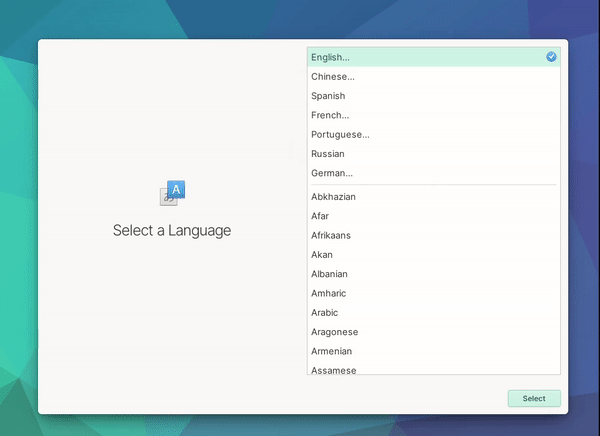 A
Select a Language
English...
Chinese...
Spanish
French...
Portuguese...
Russian
German...
Abkhazian
Afar
Afrikaans
Akan
Albanian
Amharic
Arabic
Aragonese
Armenian
Assamese
Select